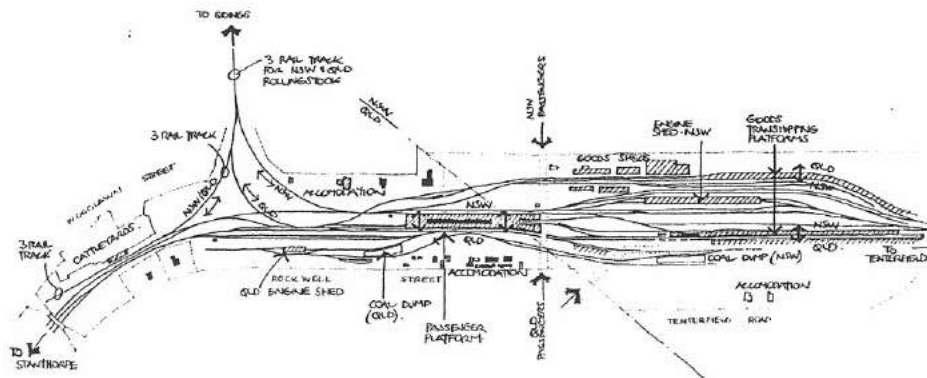 TO QDINGS
3 RAIL TRACK
FOR NSW & QLD
ROLLINGSTOCK
NSW
QLD
NSW
PASSENGERS
3 RAIL TRACK
STREET
CATTLEYARDS
3 RAIL
TRACK
NSW/QLD
QLD
NSW
ACCOMODATION
GOODS SHEDS
ENGINE
SHED-NSW
GOODS
TRANSHIPPING
PLATFORMS
QLD
NSW
NSW
QLD
NSW
QLD
TO
TENTERFIELD
ROCK WELL
QLD ENGINE SHED
STREET
COAL DUMP
(QLD).
ACCOMODATION
PASSENGER
PLATFORM.
QLD
PASSENGERS
COAL DUMP (NSW)
ACCOMODATION
TENTERFIELD ROAD
TO
STANTHORPE